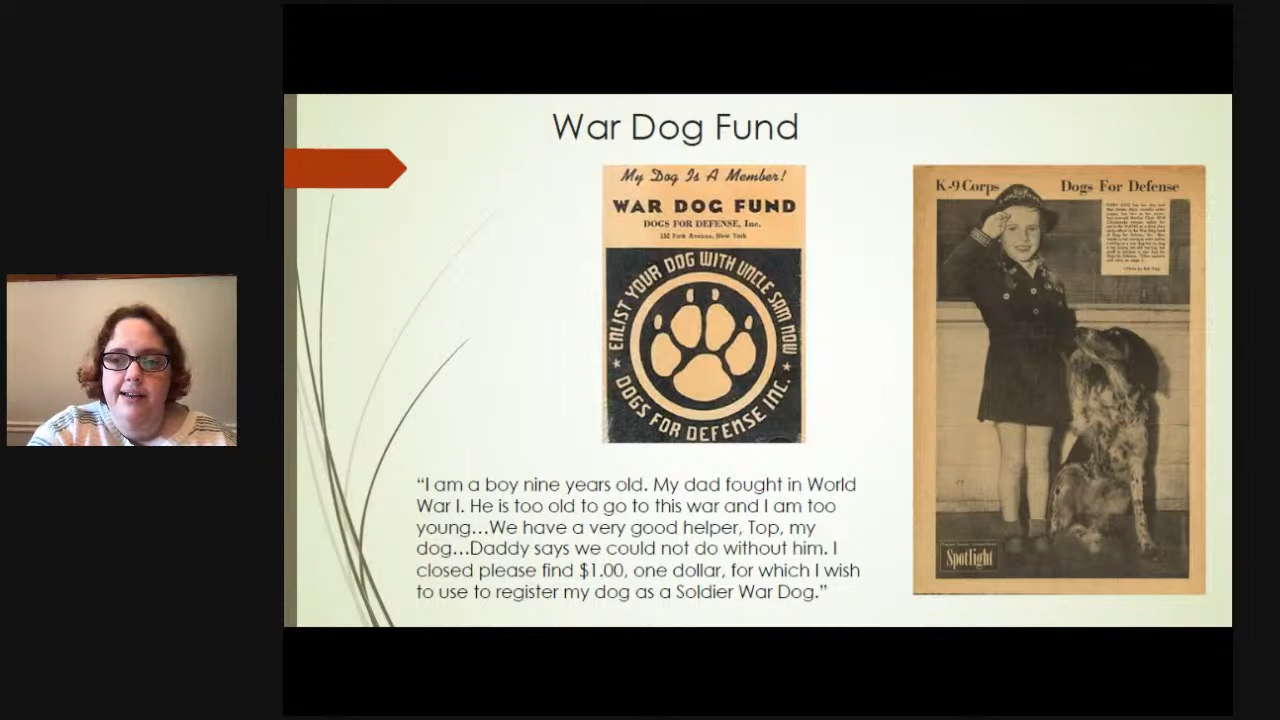 War Dog Fund
My Dog Is A Member!
WAR DOG FUND
DOGS FOR DEFENSE, Inc.
Park Avenue, New York
ENLIST YOUR DOG WITH UNCLE SAM NOW
DOGS FOR DEFENSE INC.
“I am a boy nine years old. My dad fought in World
War I. He is too old to go to this war and I am too
young…We have a very good helper, Top, my
dog…Daddy says we could not do without him. I
closed please find $1.00, one dollar, for which I wish
to use to register my dog as a Soldier War Dog.”
K-9 Corps Dogs For Defense
Spotlight